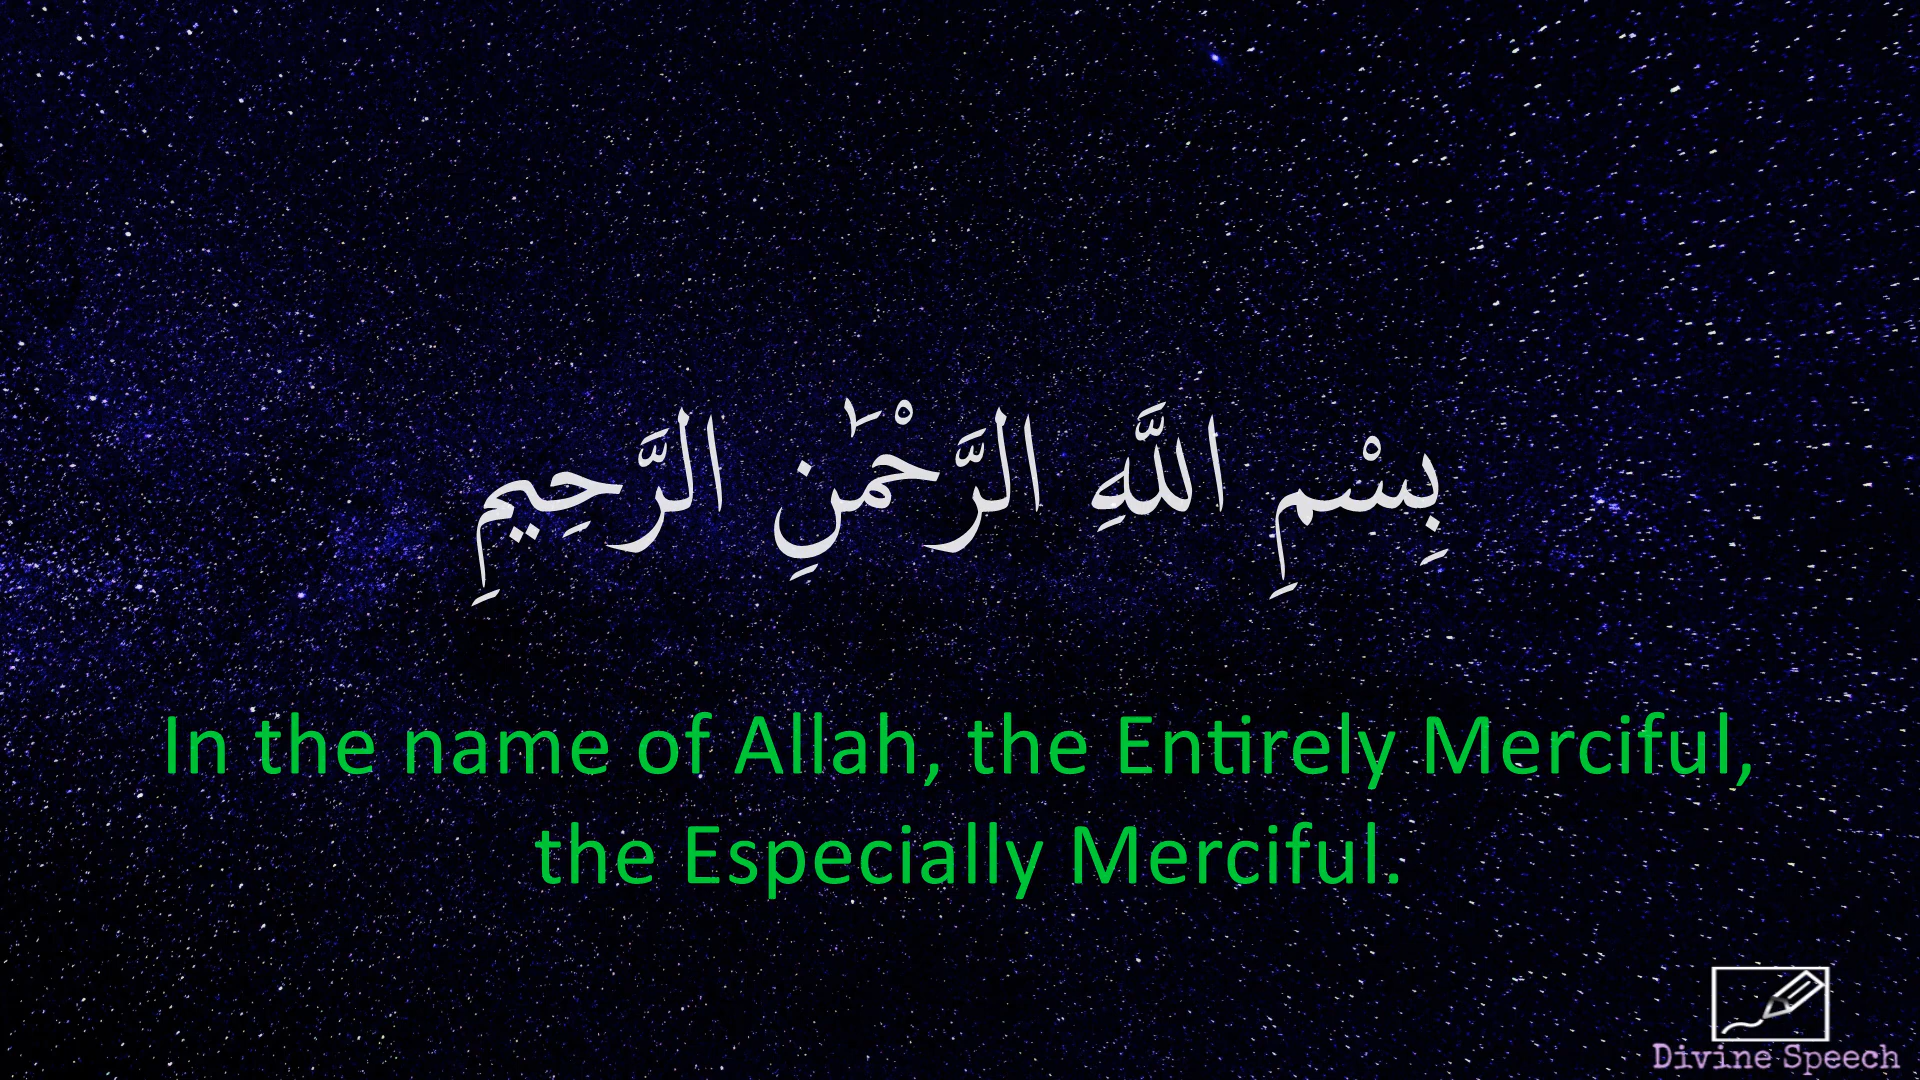 بِسْمِ اللَّهِ الرَّحْمَٰنِ الرَّحِيمِ
In the name of Allah, the Entirely Merciful,
the Especially Merciful.
Divine Speech